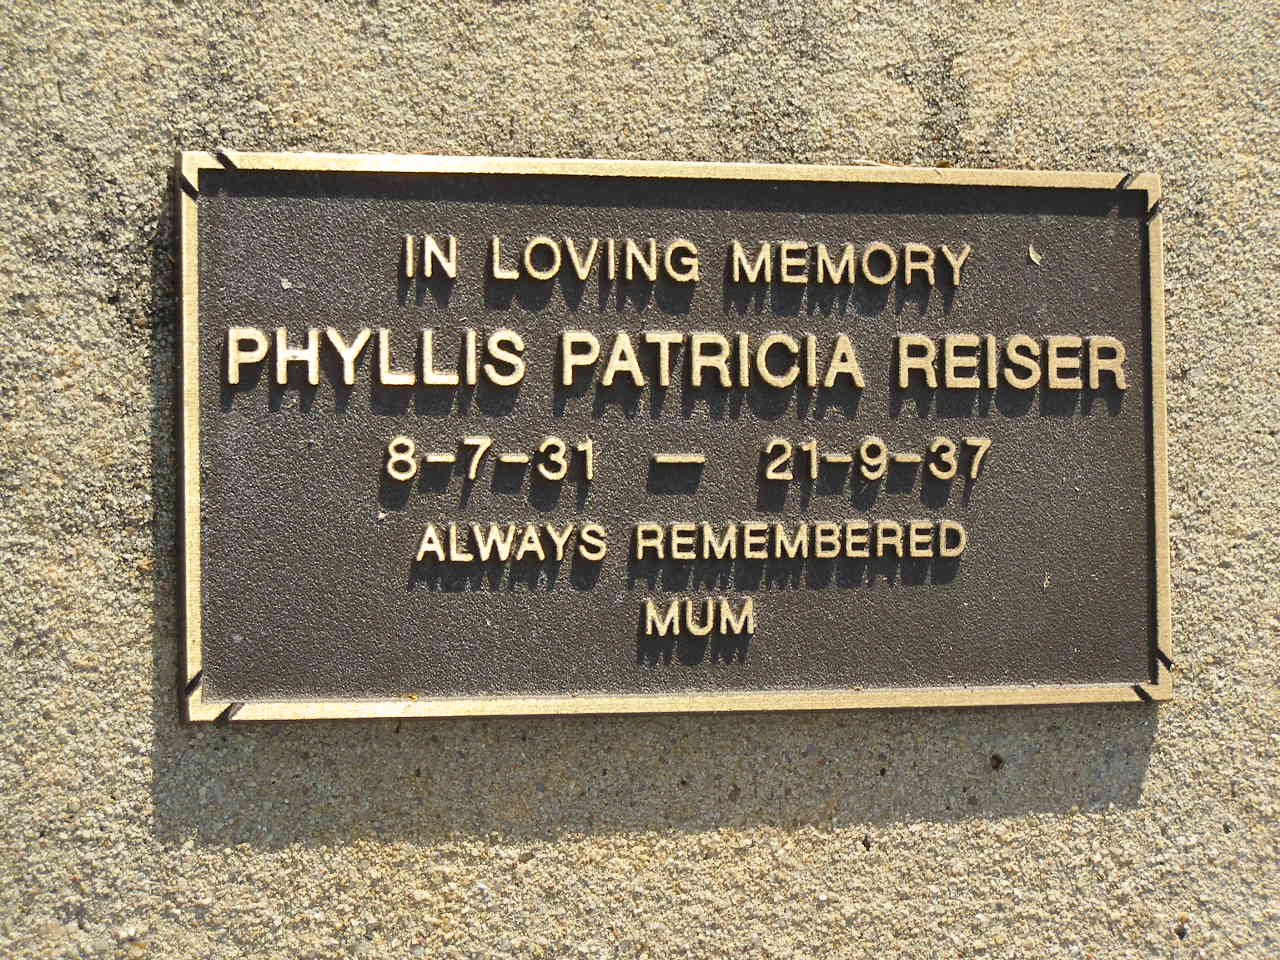 IN LOVING MEMORY
PHYLLIS PATRICIA REISER
8-7-31 — 21-9-37
ALWAYS REMEMBERED
MUM